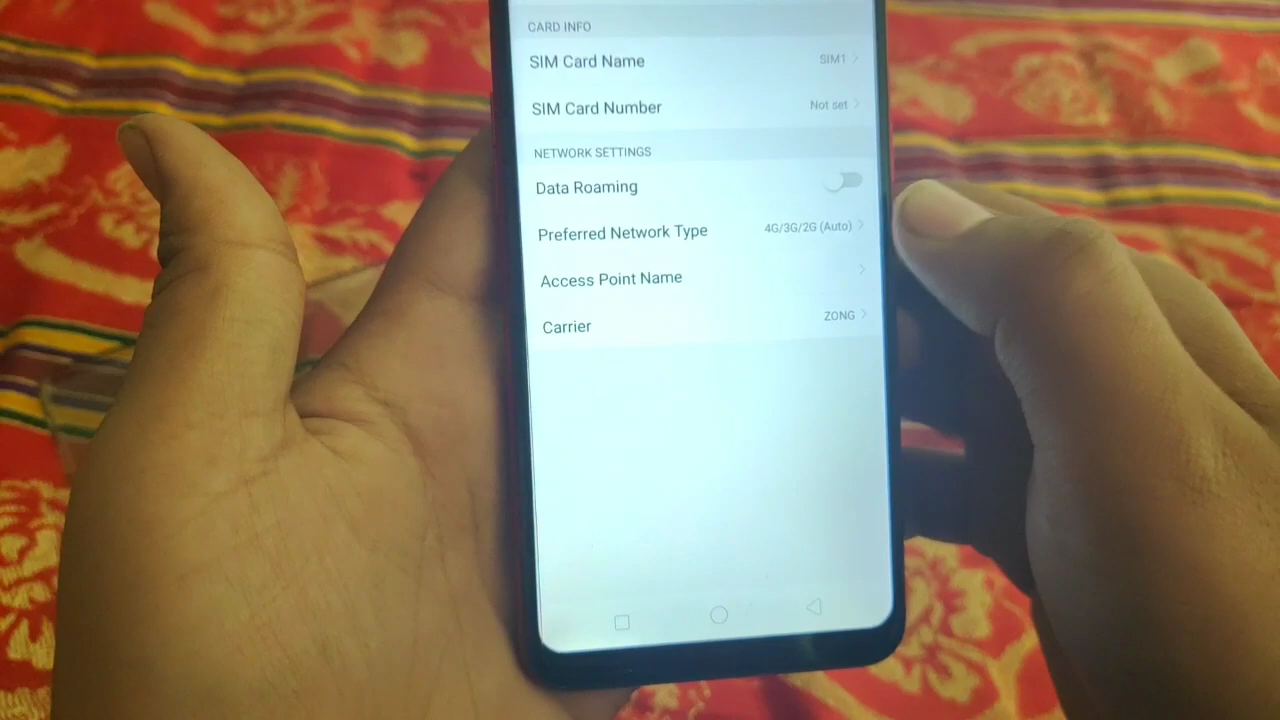 CARD INFO
SIM Card Name SIM1
SIM Card Number Not set
NETWORK SETTINGS
Data Roaming
Preferred Network Type 4G/3G/2G (Auto)
Access Point Name
Carrier ZONG